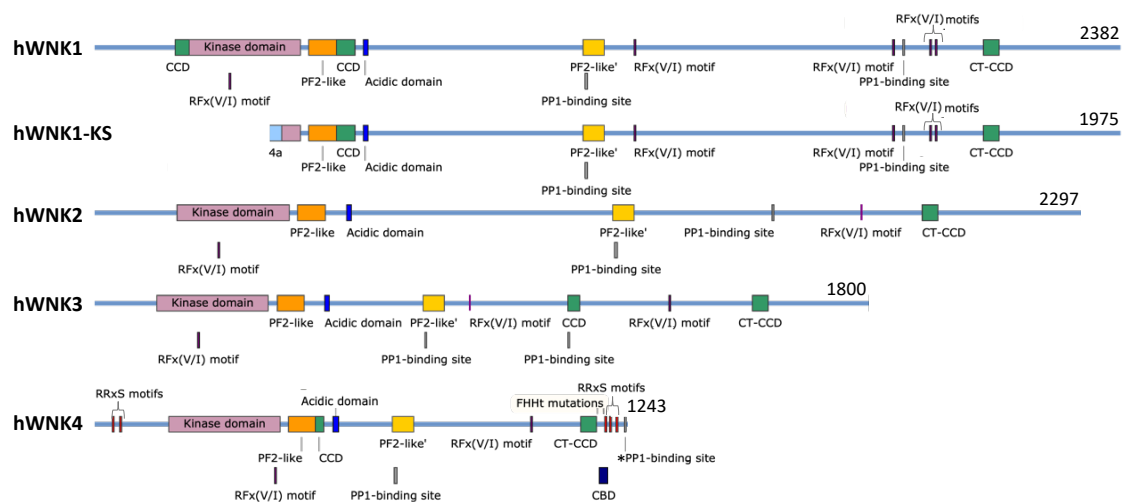 RFx(V/I) motifs
hWNK1 Kinase domain 2382
CCD PF2-like CCD Acidic domain PF2-like' RFx(V/I) motif RFx(V/I) motif CT-CCD
PP1-binding site
RFx(V/I) motif PP1-binding site
RFx(V/I) motifs
hWNK1-KS 1975
4a PF2-like CCD Acidic domain PF2-like' RFx(V/I) motif RFx(V/I) motif CT-CCD
PP1-binding site
PP1-binding site
hWNK2 Kinase domain 2297
PF2-like Acidic domain PF2-like' PP1-binding site RFx(V/I) motif CT-CCD
RFx(V/I) motif PP1-binding site
hWNK3 Kinase domain 1800
PF2-like Acidic domain PF2-like' RFx(V/I) motif CCD RFx(V/I) motif CT-CCD
RFx(V/I) motif PP1-binding site PP1-binding site
RRxS motifs RRxS motifs
Acidic domain FHHt mutations 1243
hWNK4 Kinase domain
PF2-like CCD PF2-like' RFx(V/I) motif CT-CCD *PP1-binding site
RFx(V/I) motif PP1-binding site CBD